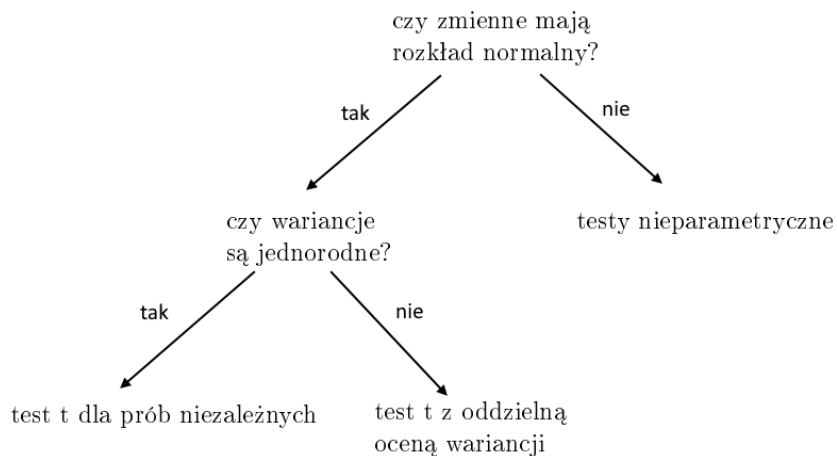 czy zmienne mają
rozkład normalny?
tak
nie
czy wariancje
są jednorodne?
testy nieparametryczne
tak
nie
test t dla prób niezależnych
test t z oddzielną
oceną wariancji